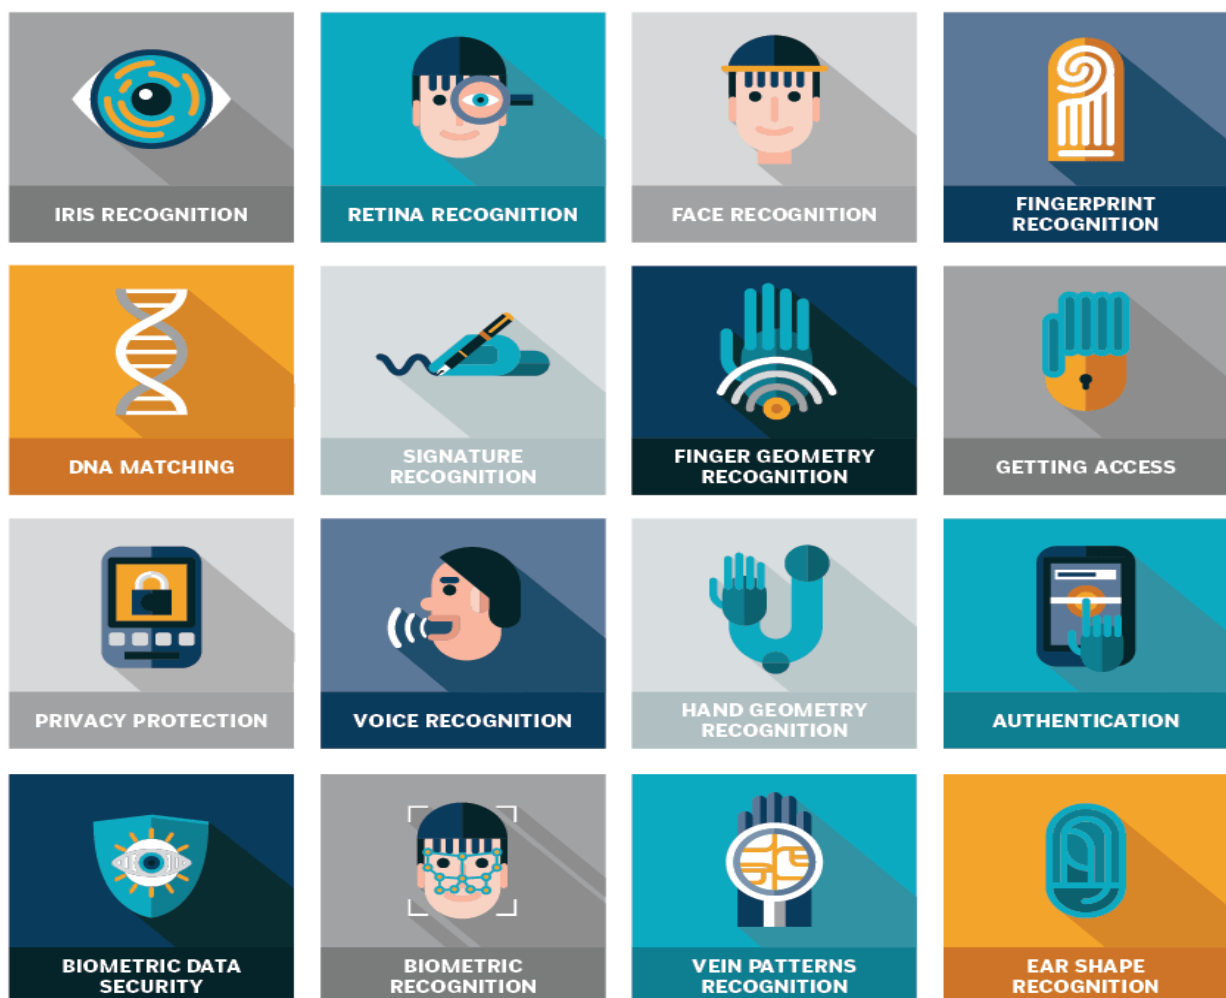 IRIS RECOGNITION
RETINA RECOGNITION
FACE RECOGNITION
FINGERPRINT
RECOGNITION
DNA MATCHING
SIGNATURE
RECOGNITION
FINGER GEOMETRY
RECOGNITION
GETTING ACCESS
PRIVACY PROTECTION
VOICE RECOGNITION
HAND GEOMETRY
RECOGNITION
AUTHENTICATION
BIOMETRIC DATA
SECURITY
BIOMETRIC
RECOGNITION
VEIN PATTERNS
RECOGNITION
EAR SHAPE
RECOGNITION